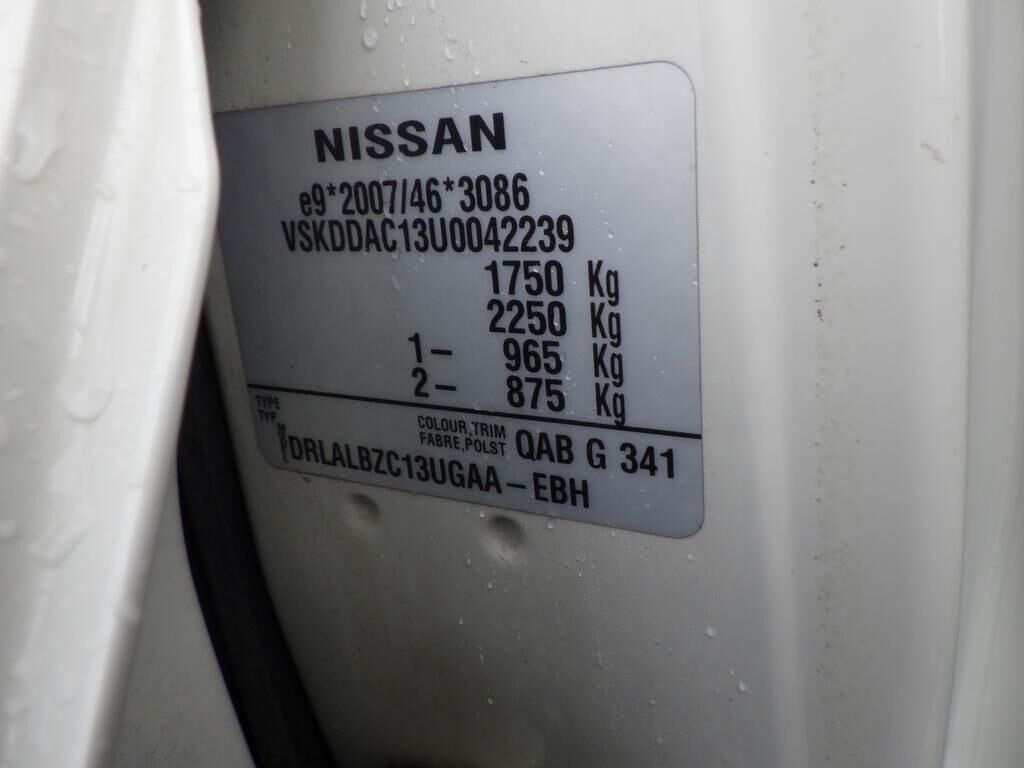 NISSAN
e9*2007/46*3086
VSKDDAC13U0042239
1750 Kg
2250 Kg
1– 965 Kg
2– 875 Kg
TYPE
TYP.
COLOUR,TRIM
FABRE,POLST
QAB G 341
MODEL
DRLALBZC13UGAA–EBH